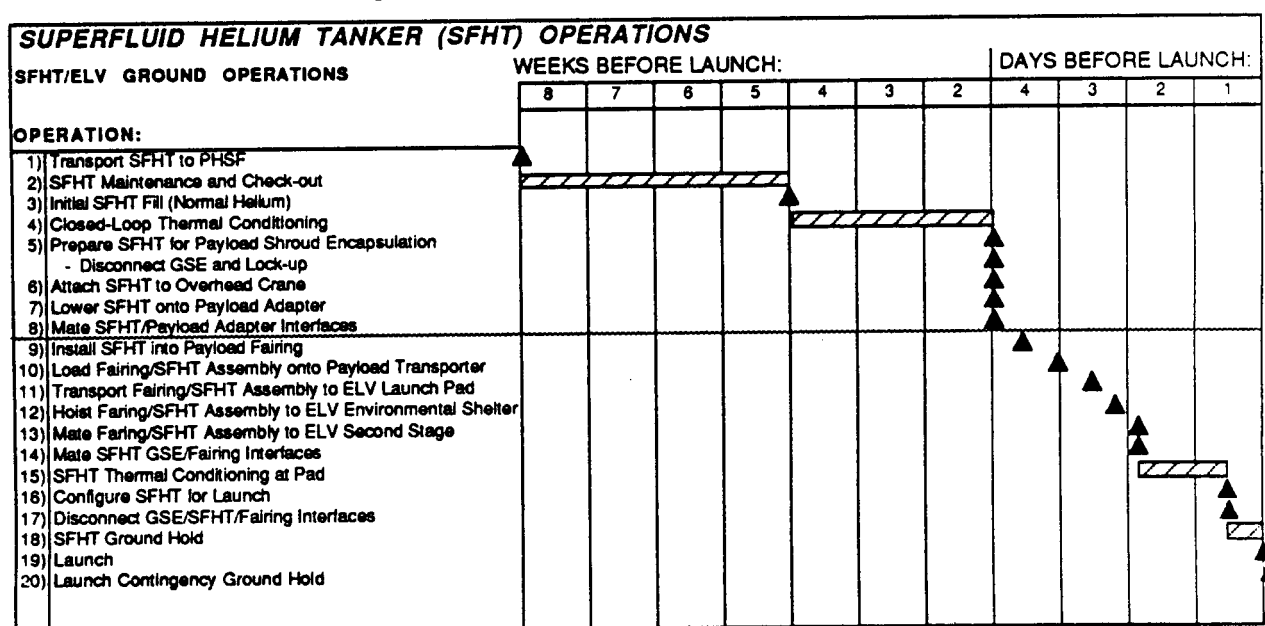 SUPERFLUID HELIUM TANKER (SFHT) OPERATIONS
SFHT/ELV GROUND OPERATIONS
WEEKS BEFORE LAUNCH:
DAYS BEFORE LAUNCH:
8 7 6 5 4 3 2 4 3 2 1
OPERATION:
1) Transport SFHT to PHSF
2) SFHT Maintenance and Check-out
3) Initial SFHT Fill (Normal Helium)
4) Closed-Loop Thermal Conditioning
5) Prepare SFHT for Payload Shroud Encapsulation
- Disconnect GSE and Lock-up
6) Attach SFHT to Overhead Crane
7) Lower SFHT onto Payload Adapter
8) Mate SFHT/Payload Adapter Interfaces
9) Install SFHT into Payload Fairing
10) Load Fairing/SFHT Assembly onto Payload Transporter
11) Transport Fairing/SFHT Assembly to ELV Launch Pad
12) Hoist Faring/SFHT Assembly to ELV Environmental Shelter
13) Mate Faring/SFHT Assembly to ELV Second Stage
14) Mate SFHT GSE/Fairing Interfaces
15) SFHT Thermal Conditioning at Pad
16) Configure SFHT for Launch
17) Disconnect GSE/SFHT/Fairing Interfaces
18) SFHT Ground Hold
19) Launch
20) Launch Contingency Ground Hold